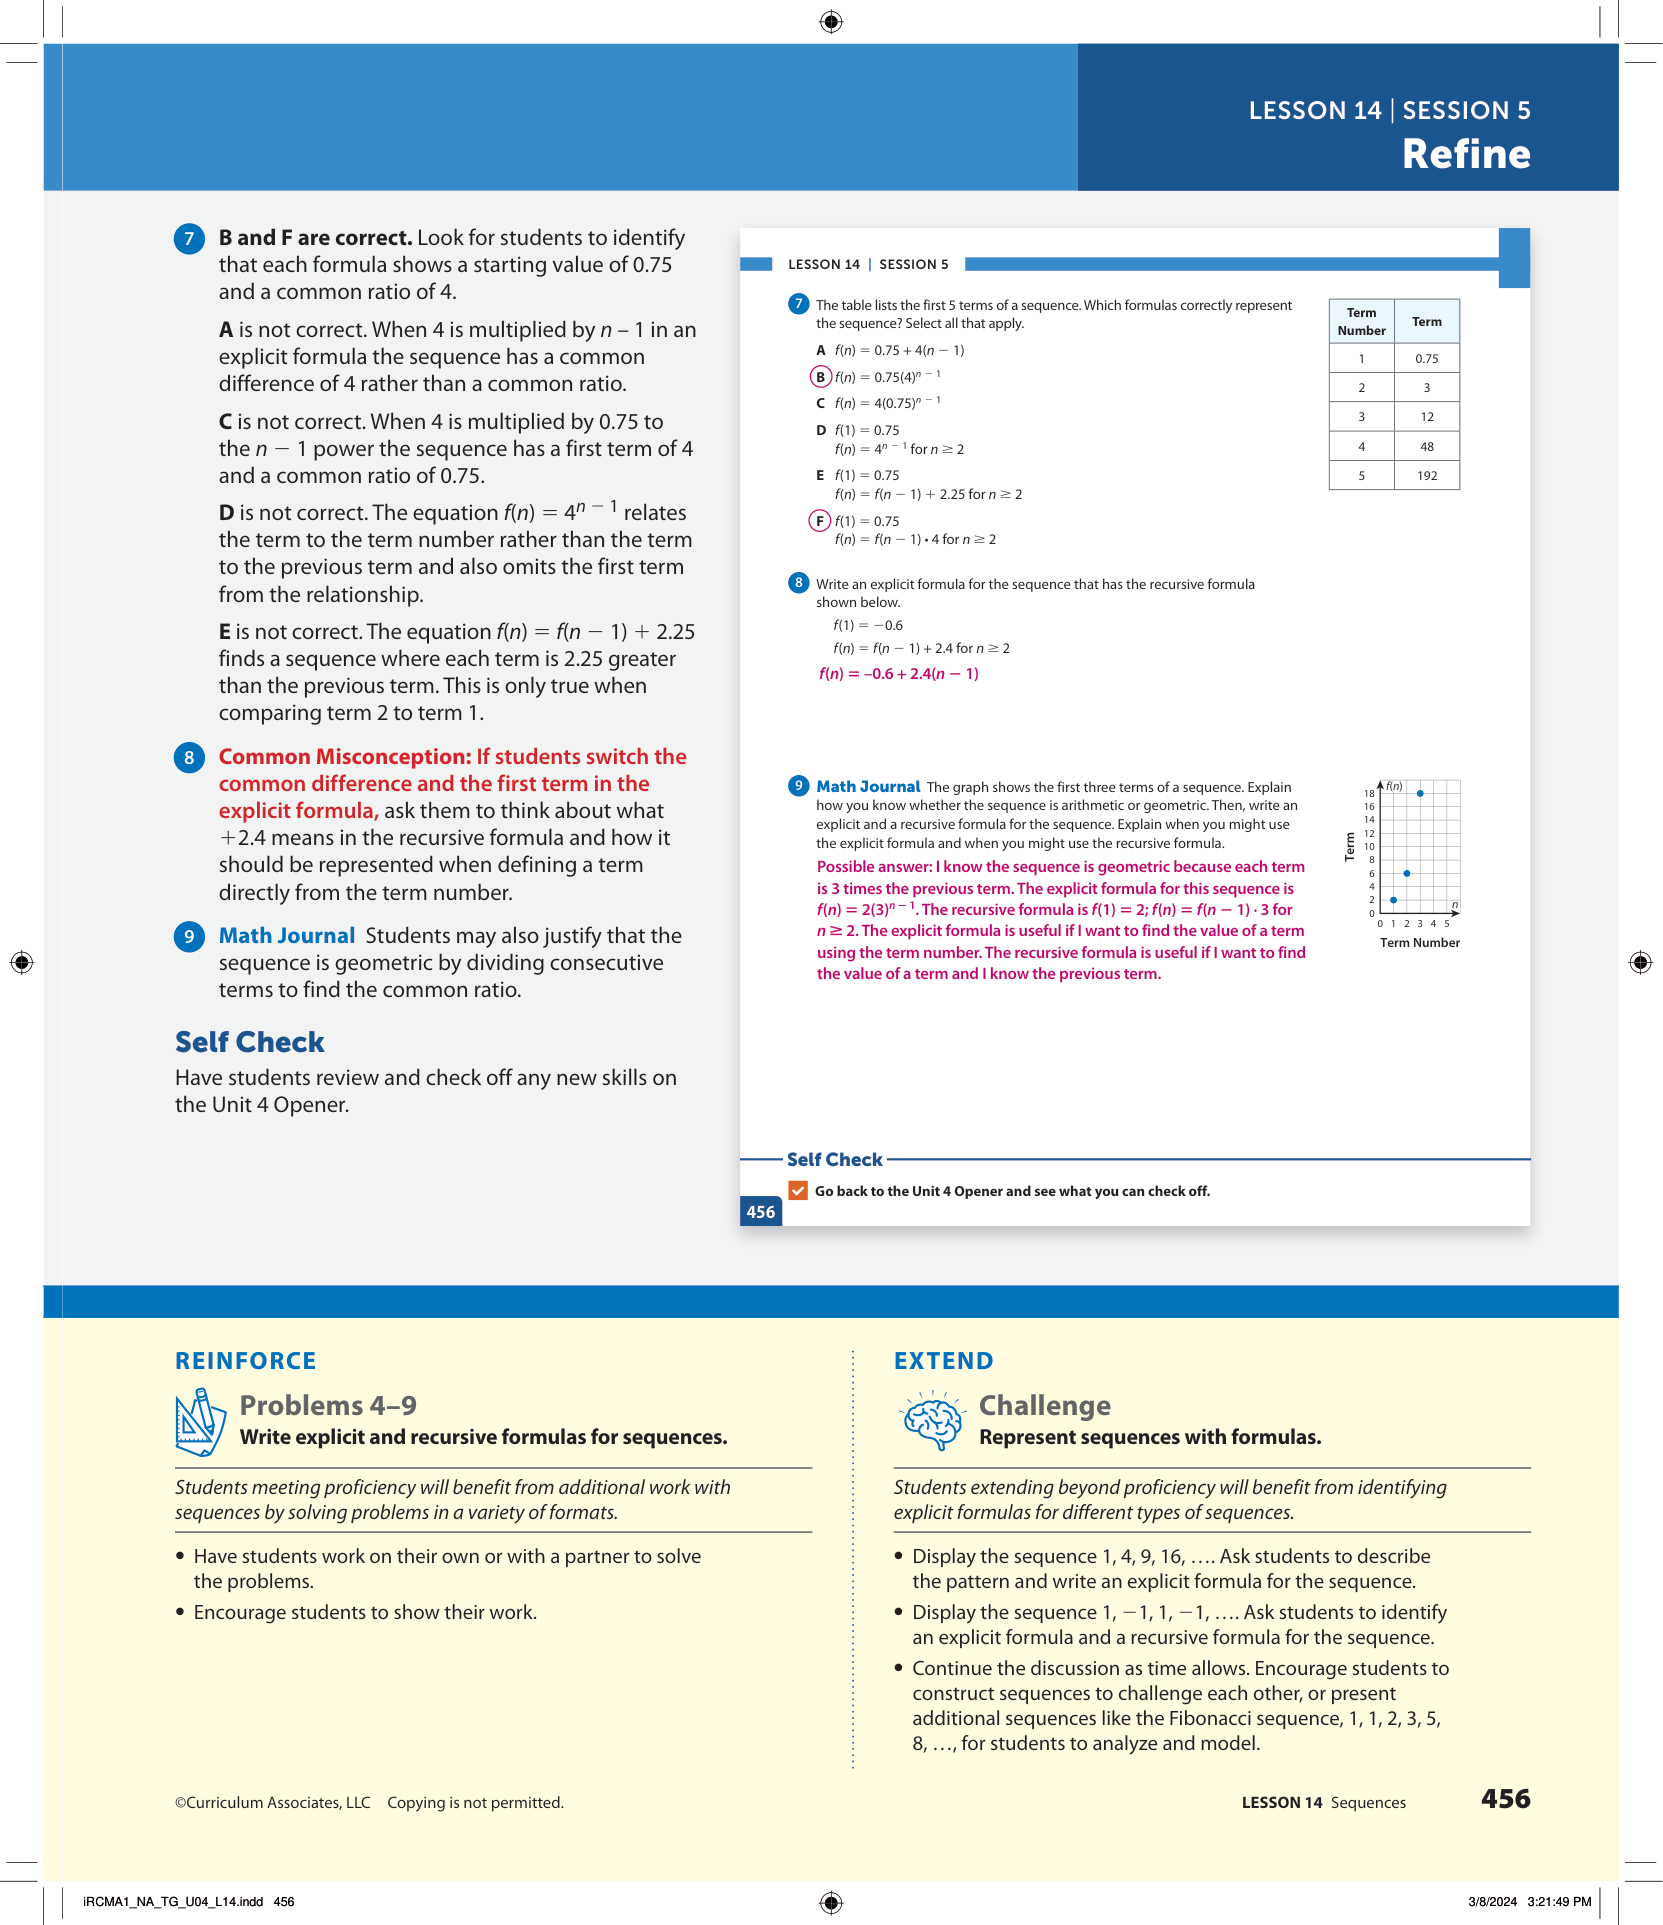 LESSON 14 | SESSION 5
Refine
7 B and F are correct. Look for students to identify
that each formula shows a starting value of 0.75
and a common ratio of 4.
A is not correct. When 4 is multiplied by n – 1 in an
explicit formula the sequence has a common
difference of 4 rather than a common ratio.
C is not correct. When 4 is multiplied by 0.75 to
the n − 1 power the sequence has a first term of 4
and a common ratio of 0.75.
D is not correct. The equation f(n) = 4^(n − 1) relates
the term to the term number rather than the term
to the previous term and also omits the first term
from the relationship.
E is not correct. The equation f(n) = f(n − 1) + 2.25
finds a sequence where each term is 2.25 greater
than the previous term. This is only true when
comparing term 2 to term 1.
8 Common Misconception: If students switch the
common difference and the first term in the
explicit formula, ask them to think about what
+2.4 means in the recursive formula and how it
should be represented when defining a term
directly from the term number.
9 Math Journal Students may also justify that the
sequence is geometric by dividing consecutive
terms to find the common ratio.
Self Check
Have students review and check off any new skills on
the Unit 4 Opener.
LESSON 14 | SESSION 5
7 The table lists the first 5 terms of a sequence. Which formulas correctly represent
the sequence? Select all that apply.
A f(n) = 0.75 + 4(n − 1)
B f(n) = 0.75(4)^(n − 1)
C f(n) = 4(0.75)^(n − 1)
D f(1) = 0.75
f(n) = 4^(n − 1) for n ≥ 2
E f(1) = 0.75
f(n) = f(n − 1) + 2.25 for n ≥ 2
F f(1) = 0.75
f(n) = f(n − 1) • 4 for n ≥ 2
Term Number Term
1 0.75
2 3
3 12
4 48
5 192
8 Write an explicit formula for the sequence that has the recursive formula
shown below.
f(1) = −0.6
f(n) = f(n − 1) + 2.4 for n ≥ 2
f(n) = –0.6 + 2.4(n − 1)
9 Math Journal The graph shows the first three terms of a sequence. Explain
how you know whether the sequence is arithmetic or geometric. Then, write an
explicit and a recursive formula for the sequence. Explain when you might use
the explicit formula and when you might use the recursive formula.
Possible answer: I know the sequence is geometric because each term
is 3 times the previous term. The explicit formula for this sequence is
f(n) = 2(3)^(n − 1). The recursive formula is f(1) = 2; f(n) = f(n − 1) · 3 for
n ≥ 2. The explicit formula is useful if I want to find the value of a term
using the term number. The recursive formula is useful if I want to find
the value of a term and I know the previous term.
f(n)
18
16
14
12
10
8
6
4
2
0
Term
n
0 1 2 3 4 5
Term Number
Self Check
Go back to the Unit 4 Opener and see what you can check off.
456
REINFORCE
Problems 4–9
Write explicit and recursive formulas for sequences.
Students meeting proficiency will benefit from additional work with
sequences by solving problems in a variety of formats.
• Have students work on their own or with a partner to solve
the problems.
• Encourage students to show their work.
EXTEND
Challenge
Represent sequences with formulas.
Students extending beyond proficiency will benefit from identifying
explicit formulas for different types of sequences.
• Display the sequence 1, 4, 9, 16, …. Ask students to describe
the pattern and write an explicit formula for the sequence.
• Display the sequence 1, −1, 1, −1, …. Ask students to identify
an explicit formula and a recursive formula for the sequence.
• Continue the discussion as time allows. Encourage students to
construct sequences to challenge each other, or present
additional sequences like the Fibonacci sequence, 1, 1, 2, 3, 5,
8, …, for students to analyze and model.
©Curriculum Associates, LLC Copying is not permitted.
LESSON 14 Sequences 456
iRCMA1_NA_TG_U04_L14.indd 456
3/8/2024 3:21:49 PM